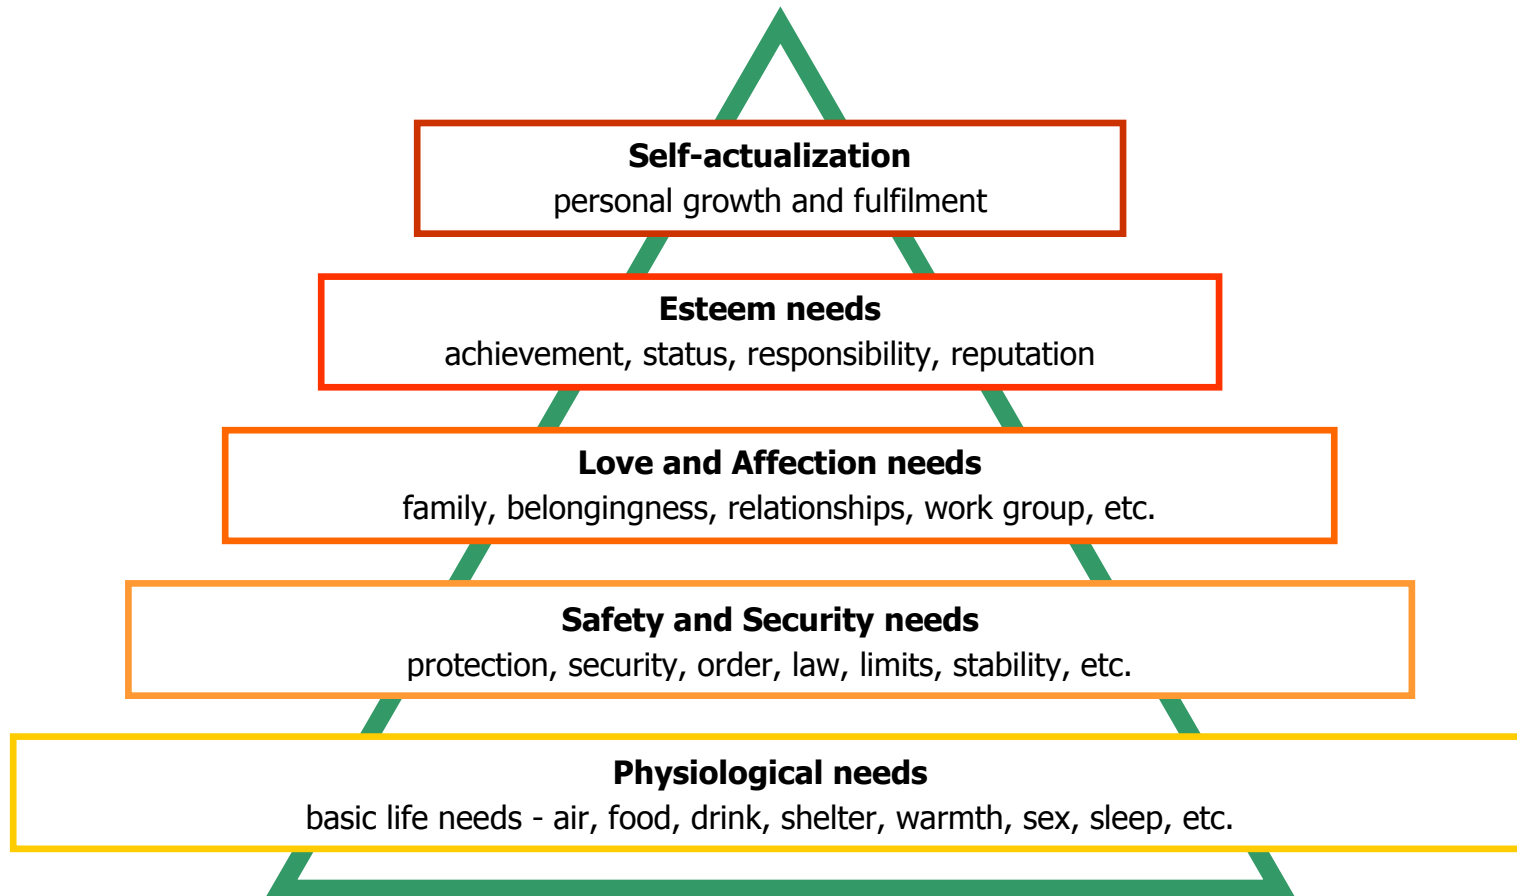 Self-actualization
personal growth and fulfilment
Esteem needs
achievement, status, responsibility, reputation
Love and Affection needs
family, belongingness, relationships, work group, etc.
Safety and Security needs
protection, security, order, law, limits, stability, etc.
Physiological needs
basic life needs - air, food, drink, shelter, warmth, sex, sleep, etc.